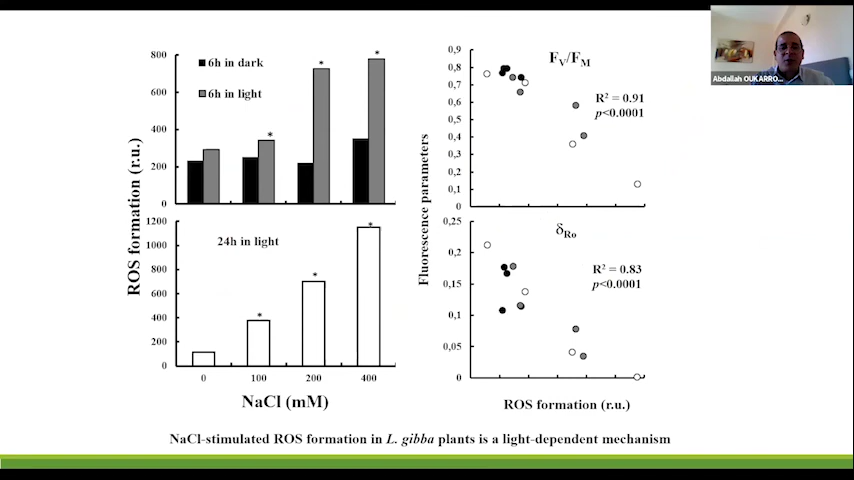 800
600
400
200
0
6h in dark
6h in light
*
*
*
ROS formation (r.u.)
1200
1000
800
600
400
200
0
24h in light
*
*
*
0 100 200 400
NaCl (mM)
0,9
0,8
0,7
0,6
0,5
0,4
0,3
0,2
0,1
0
F_V/F_M
R² = 0.91
p<0.0001
Fluorescence parameters
0,25
0,2
0,15
0,1
0,05
0
δ_Ro
R² = 0.83
p<0.0001
ROS formation (r.u.)
NaCl-stimulated ROS formation in L. gibba plants is a light-dependent mechanism
Abdallah OUKARRO...